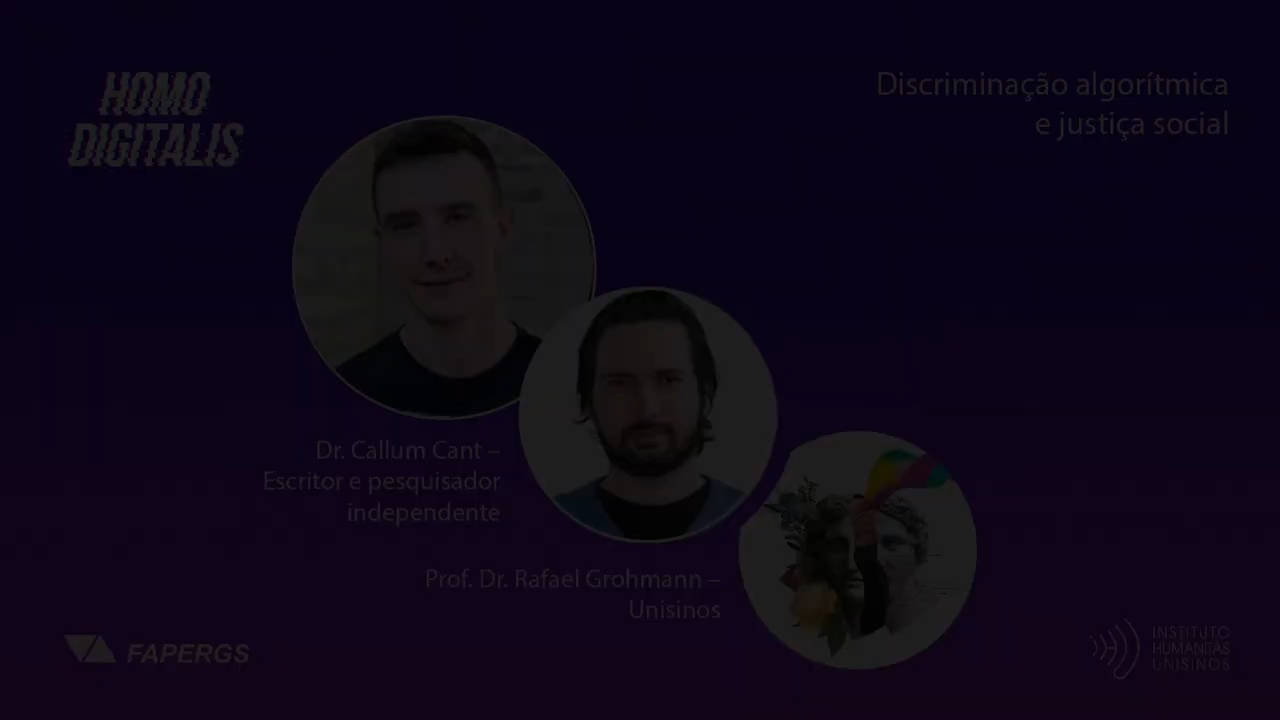 HOMO
DIGITALIS
Discriminação algorítmica
e justiça social
Dr. Callum Cant –
Escritor e pesquisador
independente
Prof. Dr. Rafael Grohmann –
Unisinos
FAPERGS
INSTITUTO
HUMANITAS
UNISINOS